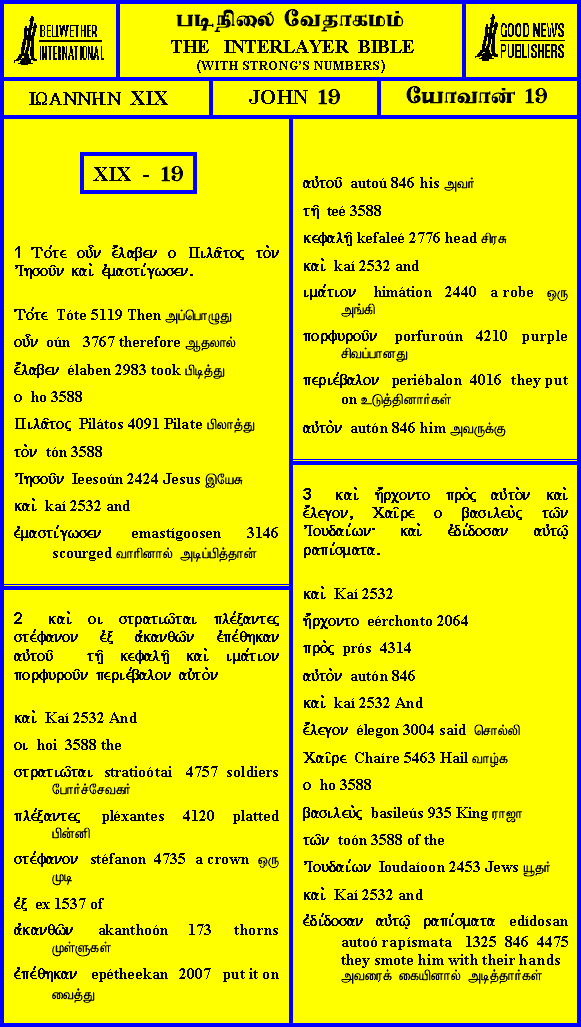 BELLWETHER
INTERNATIONAL
படிநிலை வேதாகமம்
THE INTERLAYER BIBLE
(WITH STRONG'S NUMBERS)
GOOD NEWS
PUBLISHERS
ΙΩΑΝΝΗΝ XIX
JOHN 19
யோவான் 19
XIX - 19
1 Τότε οὖν ἔλαβεν ο Πιλᾶτος τὸν
Ἰησοῦν καὶ ἐμαστίγωσεν.
Τότε Tóte 5119 Then அப்பொழுது
οὖν oún 3767 therefore ஆதலால்
ἔλαβεν élaben 2983 took பிடித்து
ο ho 3588
Πιλᾶτος Pilátos 4091 Pilate பிலாத்து
τὸν tón 3588
Ἰησοῦν Ieesoún 2424 Jesus இயேசு
καὶ kaí 2532 and
ἐμαστίγωσεν emastígoosen 3146
scourged வாரினால் அடிப்பித்தான்
2 καὶ οι στρατιῶται πλέξαντες
στέφανον ἐξ ἀκανθῶν ἐπέθηκαν
αὐτοῦ τῇ κεφαλῇ καὶ ιμάτιον
πορφυροῦν περιέβαλον αὐτὸν
καὶ Kaí 2532 And
οι hoi 3588 the
στρατιῶται stratioótai 4757 soldiers
போர்ச்சேவகர்
πλέξαντες pléxantes 4120 platted
பின்னி
στέφανον stéfanon 4735 a crown ஒரு
முடி
ἐξ ex 1537 of
ἀκανθῶν akanthoón 173 thorns
முள்ளுகள்
ἐπέθηκαν epétheekan 2007 put it on
வைத்து
αὐτοῦ autoú 846 his அவர்
τῇ teé 3588
κεφαλῇ kefaleé 2776 head சிரசு
καὶ kaí 2532 and
ιμάτιον himátion 2440 a robe ஒரு
அங்கி
πορφυροῦν porfuroún 4210 purple
சிவப்பானது
περιέβαλον periébalon 4016 they put
on உடுத்தினார்கள்
αὐτὸν autón 846 him அவருக்கு
3 καὶ ἤρχοντο πρὸς αὐτὸν καὶ
ἔλεγον, Χαῖρε ο βασιλεὺς τῶν
Ἰουδαίων· καὶ ἐδίδοσαν αὐτῷ
ραπίσματα.
καὶ Kaí 2532
ἤρχοντο eérchonto 2064
πρὸς prós 4314
αὐτὸν autón 846
καὶ kaí 2532 And
ἔλεγον élegon 3004 said சொல்லி
Χαῖρε Chaíre 5463 Hail வாழ்க
ο ho 3588
βασιλεὺς basileús 935 King ராஜா
τῶν toón 3588 of the
Ἰουδαίων Ioudaíoon 2453 Jews யூதர்
καὶ Kaí 2532 and
ἐδίδοσαν αὐτῷ ραπίσματα edídosan
autoó rapísmata 1325 846 4475
they smote him with their hands
அவரைக் கையினால் அடித்தார்கள்